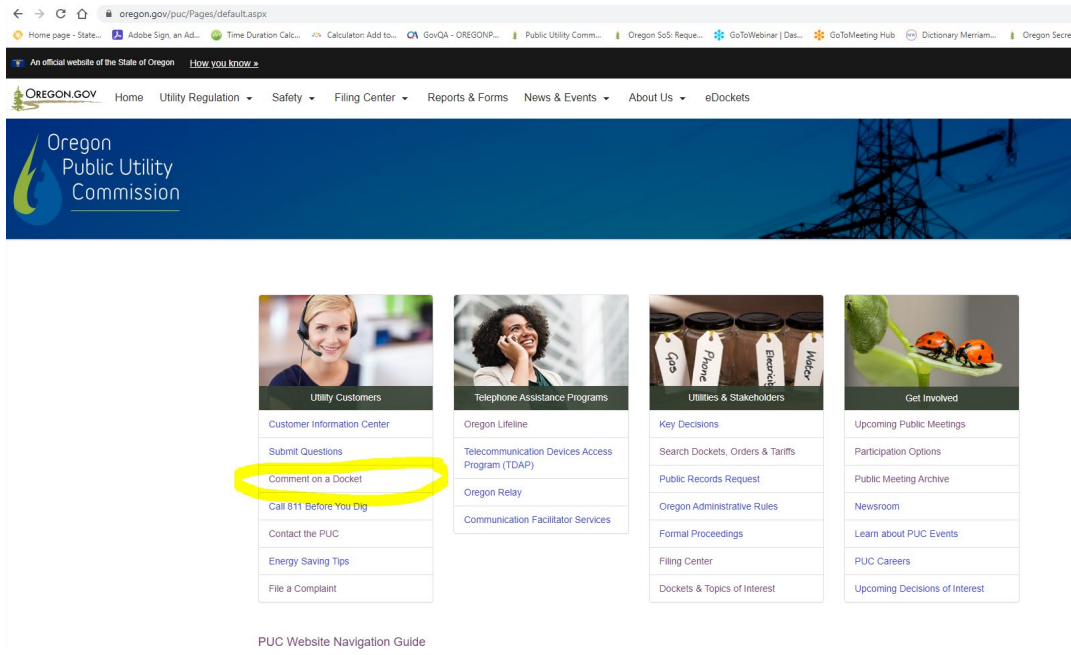 oregon.gov/puc/Pages/default.aspx
Home page - State... Adobe Sign, an Ad... Time Duration Calc... Calculator: Add to... GovQA - OREGONP... Public Utility Comm... Oregon SoS: Reque... GoToWebinar | Das... GoToMeeting Hub Dictionary Merriam... Oregon Secre
An official website of the State of Oregon How you know »
OREGON.GOV Home Utility Regulation Safety Filing Center Reports & Forms News & Events About Us eDockets
Oregon
Public Utility
Commission
Gas
Phone
Electricity
Water
Utility Customers
Customer Information Center
Submit Questions
Comment on a Docket
Call 811 Before You Dig
Contact the PUC
Energy Saving Tips
File a Complaint
Telephone Assistance Programs
Oregon Lifeline
Telecommunication Devices Access
Program (TDAP)
Oregon Relay
Communication Facilitator Services
Utilities & Stakeholders
Key Decisions
Search Dockets, Orders & Tariffs
Public Records Request
Oregon Administrative Rules
Formal Proceedings
Filing Center
Dockets & Topics of Interest
Get Involved
Upcoming Public Meetings
Participation Options
Public Meeting Archive
Newsroom
Learn about PUC Events
PUC Careers
Upcoming Decisions of Interest
PUC Website Navigation Guide